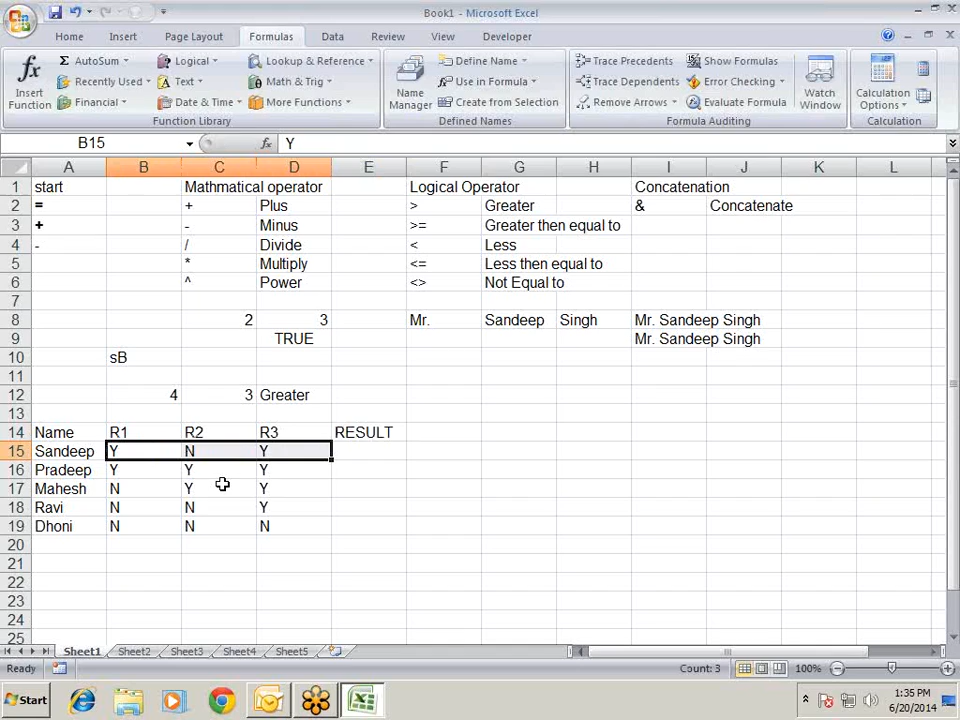 Book1 - Microsoft Excel
Home Insert Page Layout Formulas Data Review View Developer
Insert Function
Σ AutoSum
Recently Used
Financial
Logical
Text
Date & Time
Lookup & Reference
Math & Trig
More Functions
Function Library
Name Manager
Define Name
Use in Formula
Create from Selection
Defined Names
Trace Precedents
Trace Dependents
Remove Arrows
Show Formulas
Error Checking
Evaluate Formula
Formula Auditing
Watch Window
Calculation Options
Calculation
B15 fx Y
A B C D E F G H I J K L
1 start Mathmatical operator Logical Operator Concatenation
2 = + Plus > Greater & Concatenate
3 + - Minus >= Greater then equal to
4 - / Divide < Less
5 * Multiply <= Less then equal to
6 ^ Power <> Not Equal to
7
8 2 3 Mr. Sandeep Singh Mr. Sandeep Singh
9 TRUE Mr. Sandeep Singh
10 sB
11
12 4 3 Greater
13
14 Name R1 R2 R3 RESULT
15 Sandeep Y N Y
16 Pradeep Y Y Y
17 Mahesh N Y Y
18 Ravi N N Y
19 Dhoni N N N
20
21
22
23
24
25
Sheet1 Sheet2 Sheet3 Sheet4 Sheet5
Ready Count: 3 100%
Start 1:35 PM
6/20/2014